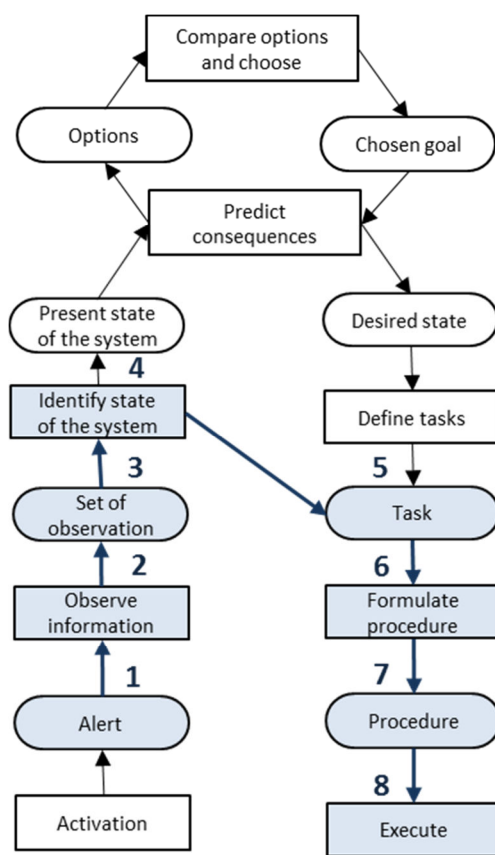 Compare options
and choose
Options
Chosen goal
Predict
consequences
Present state
of the system
Desired state
4
Identify state
of the system
Define tasks
3
5
Set of
observation
Task
2
6
Observe
information
Formulate
procedure
1
7
Alert
Procedure
8
Activation
Execute